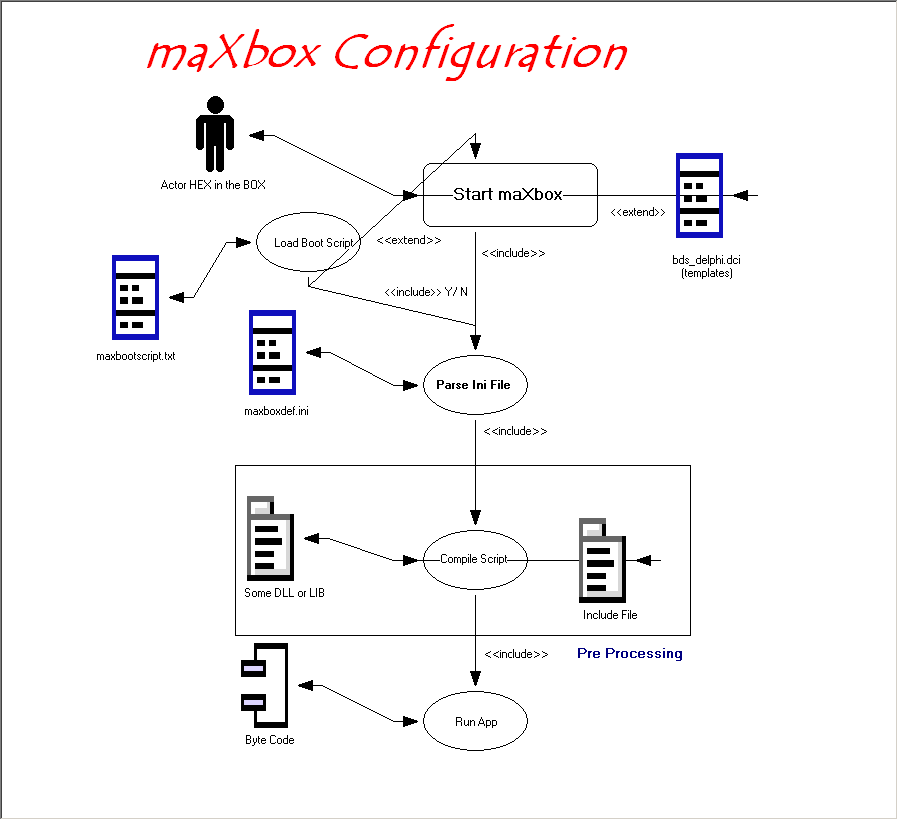 maXbox Configuration
Actor HEX in the BOX
Start maXbox
<<extend>>
Load Boot Script
<<extend>>
<<include>>
bds_delphi.dci
(templates)
<<include>> Y/ N
maxbootscript.txt
Parse Ini File
maxboxdef.ini
<<include>>
Compile Script
Some DLL or LIB
Include File
<<include>>
Pre Processing
Run App
Byte Code